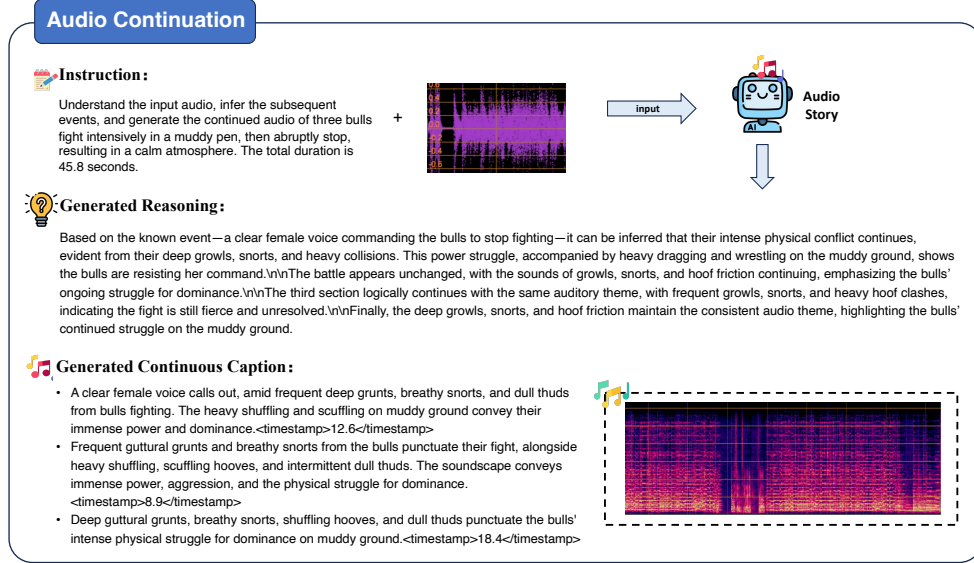 Audio Continuation
Instruction:
Understand the input audio, infer the subsequent
events, and generate the continued audio of three bulls
fight intensively in a muddy pen, then abruptly stop,
resulting in a calm atmosphere. The total duration is
45.8 seconds.
+
0.6
0.4
0.2
0.0
-0.2
-0.4
-0.6
input
AI
Audio
Story
Generated Reasoning:
Based on the known event—a clear female voice commanding the bulls to stop fighting—it can be inferred that their intense physical conflict continues,
evident from their deep growls, snorts, and heavy collisions. This power struggle, accompanied by heavy dragging and wrestling on the muddy ground, shows
the bulls are resisting her command.\n\nThe battle appears unchanged, with the sounds of growls, snorts, and hoof friction continuing, emphasizing the bulls'
ongoing struggle for dominance.\n\nThe third section logically continues with the same auditory theme, with frequent growls, snorts, and heavy hoof clashes,
indicating the fight is still fierce and unresolved.\n\nFinally, the deep growls, snorts, and hoof friction maintain the consistent audio theme, highlighting the bulls'
continued struggle on the muddy ground.
Generated Continuous Caption:
• A clear female voice calls out, amid frequent deep grunts, breathy snorts, and dull thuds
from bulls fighting. The heavy shuffling and scuffling on muddy ground convey their
immense power and dominance.<timestamp>12.6</timestamp>
• Frequent guttural grunts and breathy snorts from the bulls punctuate their fight, alongside
heavy shuffling, scuffling hooves, and intermittent dull thuds. The soundscape conveys
immense power, aggression, and the physical struggle for dominance.
<timestamp>8.9</timestamp>
• Deep guttural grunts, breathy snorts, shuffling hooves, and dull thuds punctuate the bulls'
intense physical struggle for dominance on muddy ground.<timestamp>18.4</timestamp>